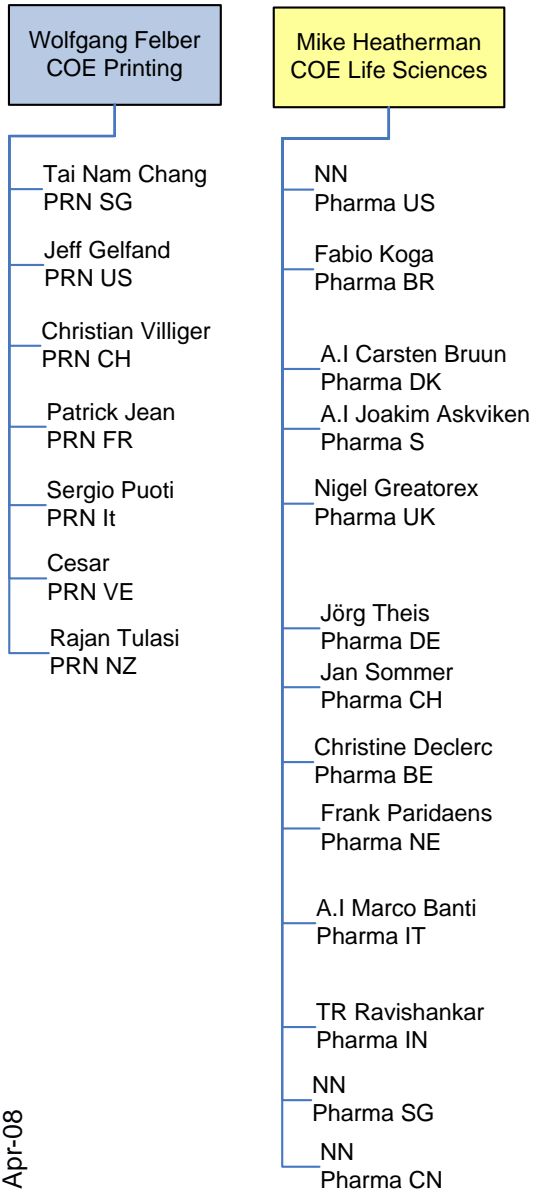 Wolfgang Felber
COE Printing
Tai Nam Chang
PRN SG
Jeff Gelfand
PRN US
Christian Villiger
PRN CH
Patrick Jean
PRN FR
Sergio Puoti
PRN It
Cesar
PRN VE
Rajan Tulasi
PRN NZ
Mike Heatherman
COE Life Sciences
NN
Pharma US
Fabio Koga
Pharma BR
A.I Carsten Bruun
Pharma DK
A.I Joakim Askviken
Pharma S
Nigel Greatorex
Pharma UK
Jörg Theis
Pharma DE
Jan Sommer
Pharma CH
Christine Declerc
Pharma BE
Frank Paridaens
Pharma NE
A.I Marco Banti
Pharma IT
TR Ravishankar
Pharma IN
NN
Pharma SG
NN
Pharma CN
Apr-08